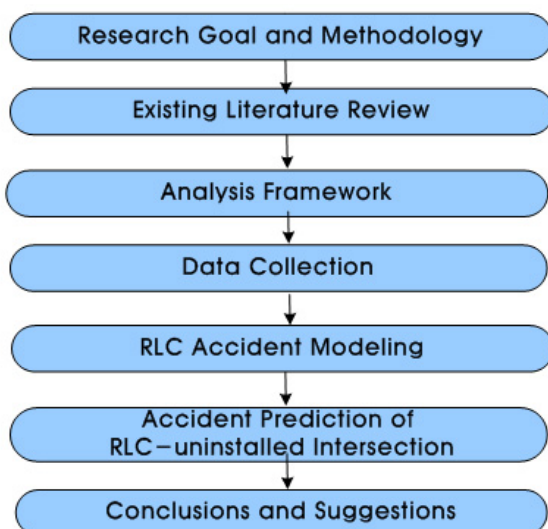 Research Goal and Methodology
Existing Literature Review
Analysis Framework
Data Collection
RLC Accident Modeling
Accident Prediction of
RLC-uninstalled Intersection
Conclusions and Suggestions